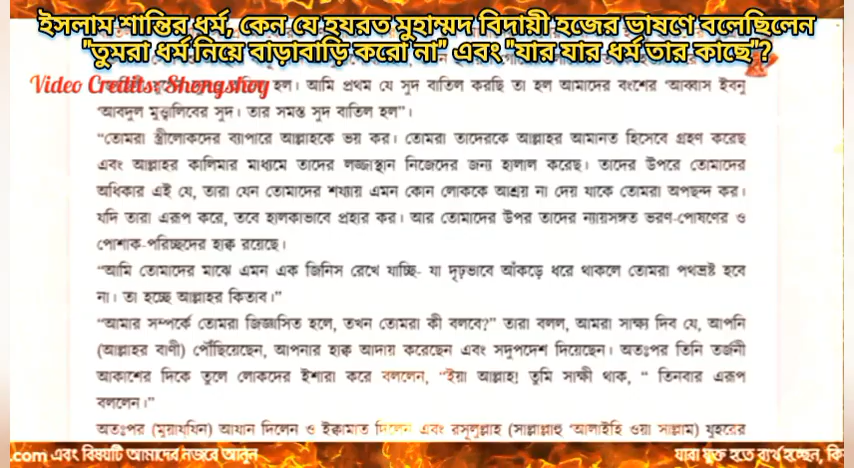 ইসলাম শান্তির ধর্ম, কেন যে হযরত মুহাম্মদ বিদায়ী হজের ভাষণে বলেছিলেন
"তুমরা ধর্ম নিয়ে বাড়াবাড়ি করো না" এবং "যার যার ধর্ম তার কাছে"?
Video Credits: Shongshoy
হল। আমি প্রথম যে সুদ বাতিল করছি তা হল আমাদের বংশের 'আব্বাস ইবনু
'আবদুল মুত্ত্বালিবের সুদ। তার সমস্ত সুদ বাতিল হল"।
"তোমরা স্ত্রীলোকদের ব্যাপারে আল্লাহকে ভয় কর। তোমরা তাদেরকে আল্লাহর আমানত হিসেবে গ্রহণ করেছ
এবং আল্লাহর কালিমার মাধ্যমে তাদের লজ্জাস্থান নিজেদের জন্য হালাল করেছ। তাদের উপরে তোমাদের
অধিকার এই যে, তারা যেন তোমাদের শয্যায় এমন কোন লোককে আশ্রয় না দেয় যাকে তোমরা অপছন্দ কর।
যদি তারা এরূপ করে, তবে হালকাভাবে প্রহার কর। আর তোমাদের উপর তাদের ন্যায়সঙ্গত ভরণ-পোষণের ও
পোশাক-পরিচ্ছদের হাক্ব রয়েছে।
"আমি তোমাদের মাঝে এমন এক জিনিস রেখে যাচ্ছি- যা দৃঢ়ভাবে আঁকড়ে ধরে থাকলে তোমরা পথভ্রষ্ট হবে
না। তা হচ্ছে আল্লাহর কিতাব।"
"আমার সম্পর্কে তোমরা জিজ্ঞাসিত হলে, তখন তোমরা কী বলবে?" তারা বলল, আমরা সাক্ষ্য দিব যে, আপনি
(আল্লাহর বাণী) পৌঁছিয়েছেন, আপনার হাক্ব আদায় করেছেন এবং সদুপদেশ দিয়েছেন। অতঃপর তিনি তর্জনী
আকাশের দিকে তুলে লোকদের ইশারা করে বললেন, "ইয়া আল্লাহ! তুমি সাক্ষী থাক, " তিনবার এরূপ
বললেন।"
অতঃপর (মুয়াযযিন) আযান দিলেন ও ইক্বামাত দিলেন এবং রসূলুল্লাহ (সাল্লাল্লাহু 'আলাইহি ওয়া সাল্লাম) যুহরের
.com এবং বিষয়টি আমাদের নজরে আনুন
যারা যুক্ত হতে ব্যর্থ হচ্ছেন, কি